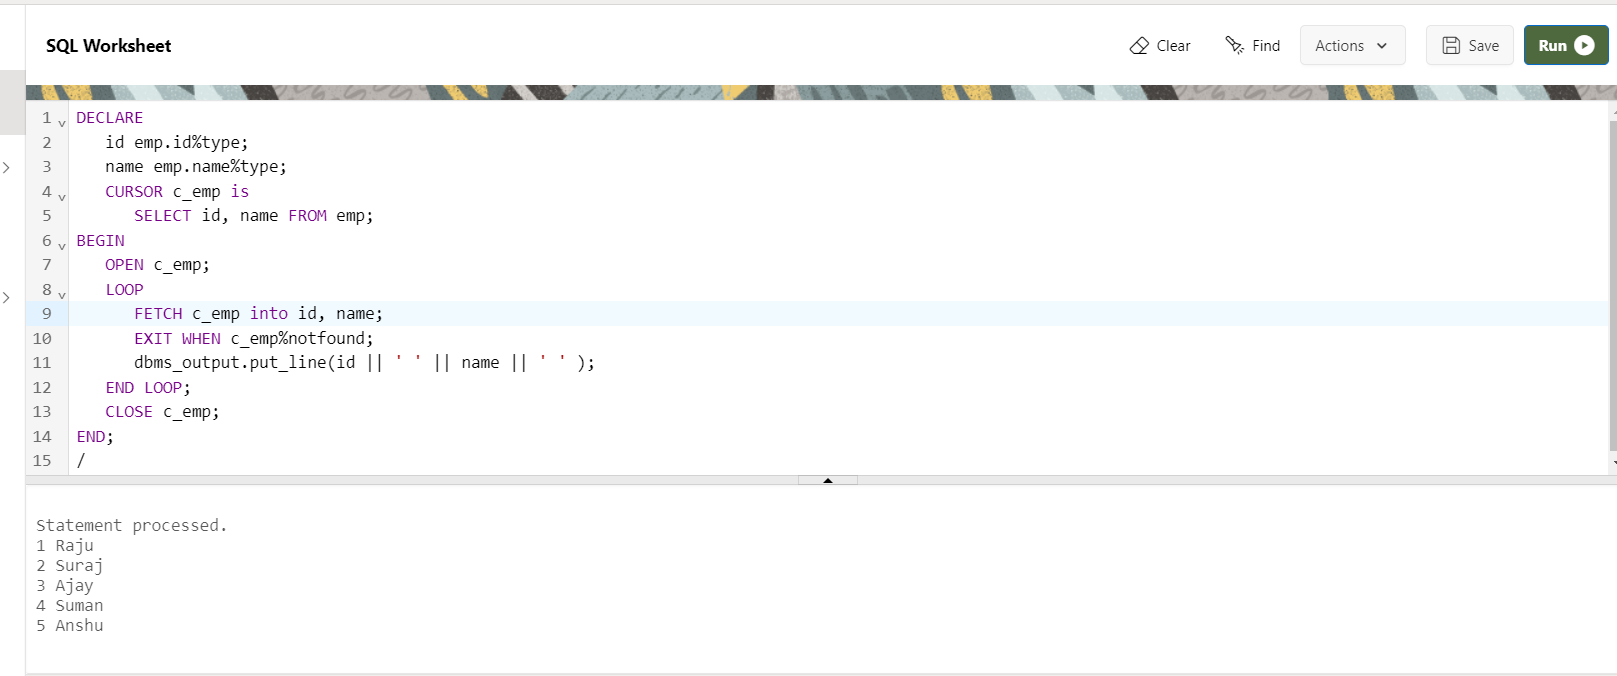 SQL Worksheet
Clear Find Actions Save Run
1 DECLARE
2    id emp.id%type;
3    name emp.name%type;
4    CURSOR c_emp is
5       SELECT id, name FROM emp;
6 BEGIN
7    OPEN c_emp;
8    LOOP
9       FETCH c_emp into id, name;
10       EXIT WHEN c_emp%notfound;
11       dbms_output.put_line(id || ' ' || name || ' ' );
12    END LOOP;
13    CLOSE c_emp;
14 END;
15 /
Statement processed.
1 Raju
2 Suraj
3 Ajay
4 Suman
5 Anshu